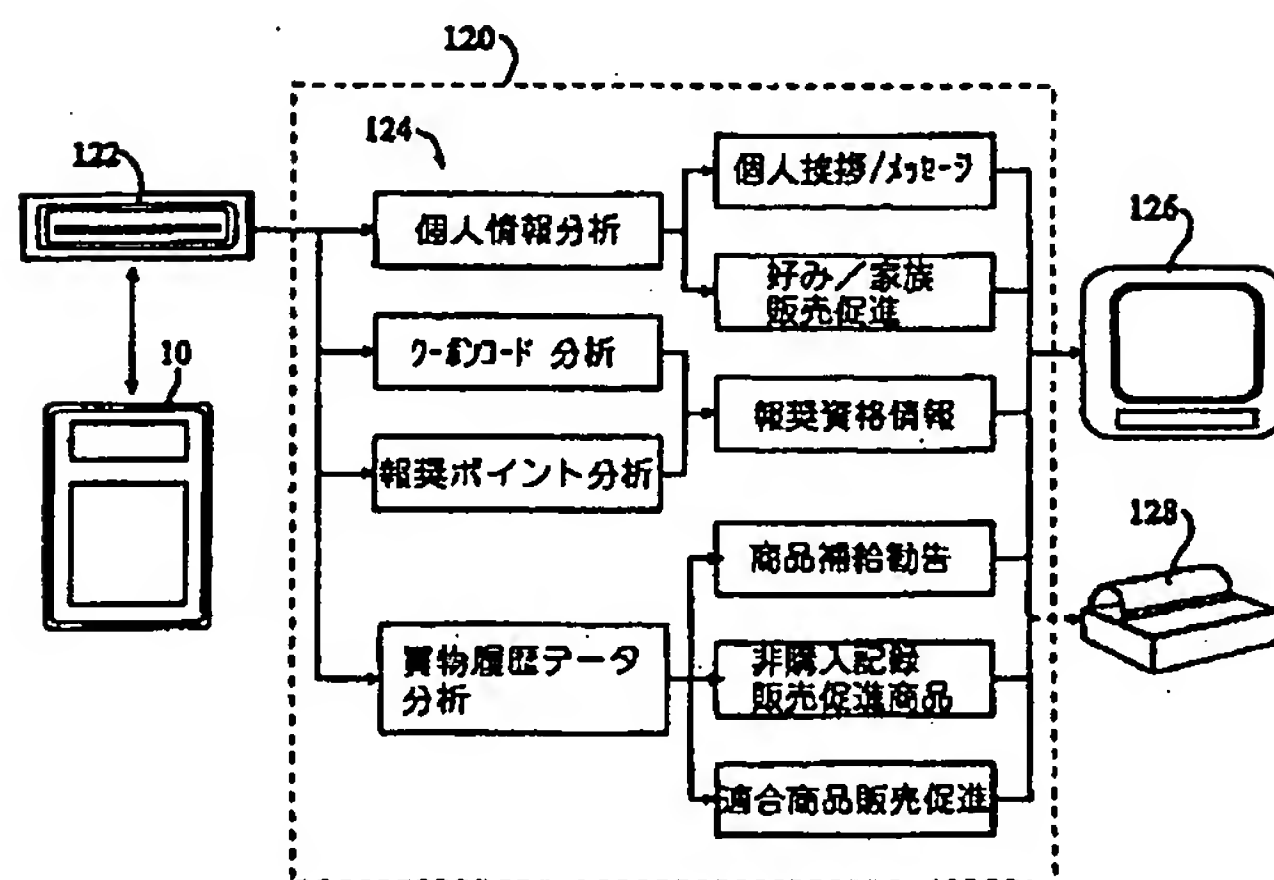 120
124
122
個人挨拶/メッセージ
126
個人情報分析
好み/家族
販売促進
クーポンコード 分析
10
報奨資格情報
報奨ポイント分析
128
商品補給勧告
買物履歴データ
分析
非購入記録
販売促進商品
適合商品販売促進